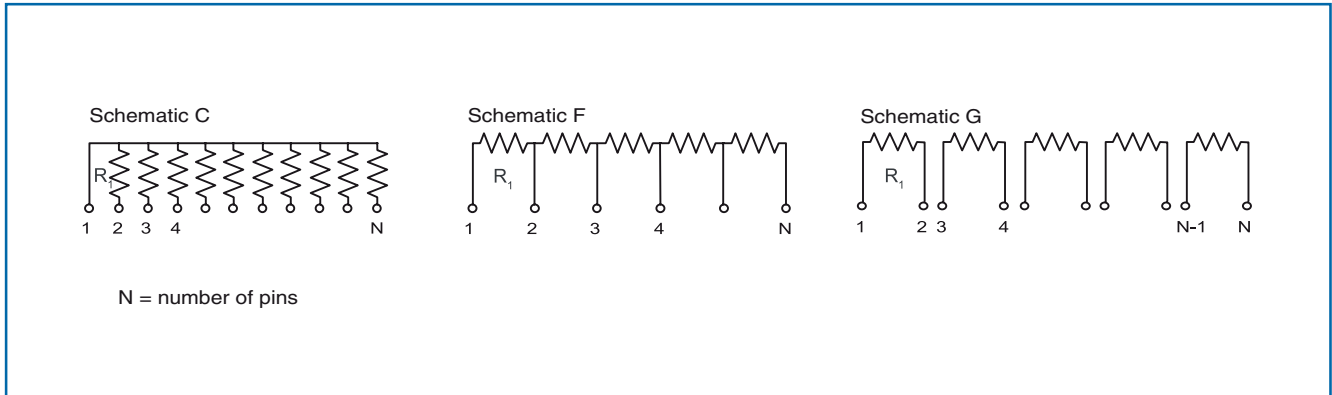 Schematic C
R1
1 2 3 4 N
Schematic F
R1
1 2 3 4 N
Schematic G
R1
1 2 3 4 N-1 N
N = number of pins